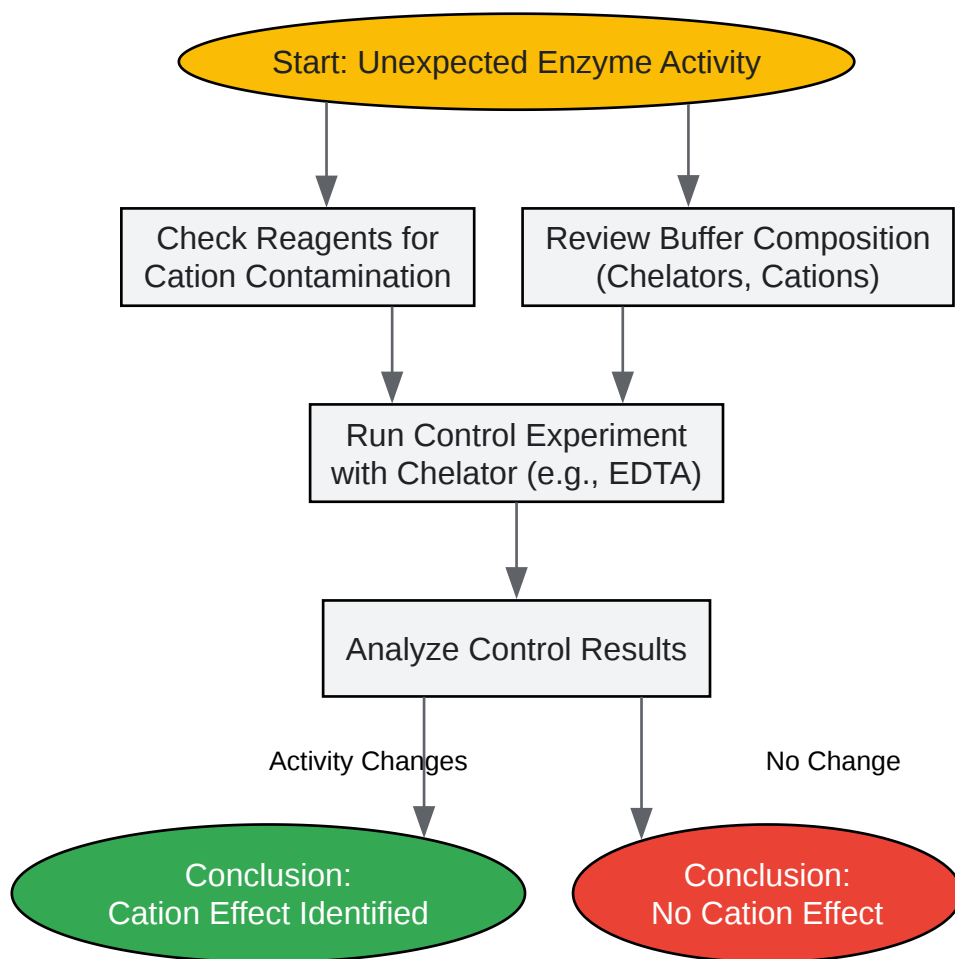 Start: Unexpected Enzyme Activity
Check Reagents for
Cation Contamination
Review Buffer Composition
(Chelators, Cations)
Run Control Experiment
with Chelator (e.g., EDTA)
Analyze Control Results
Activity Changes
No Change
Conclusion:
Cation Effect Identified
Conclusion:
No Cation Effect